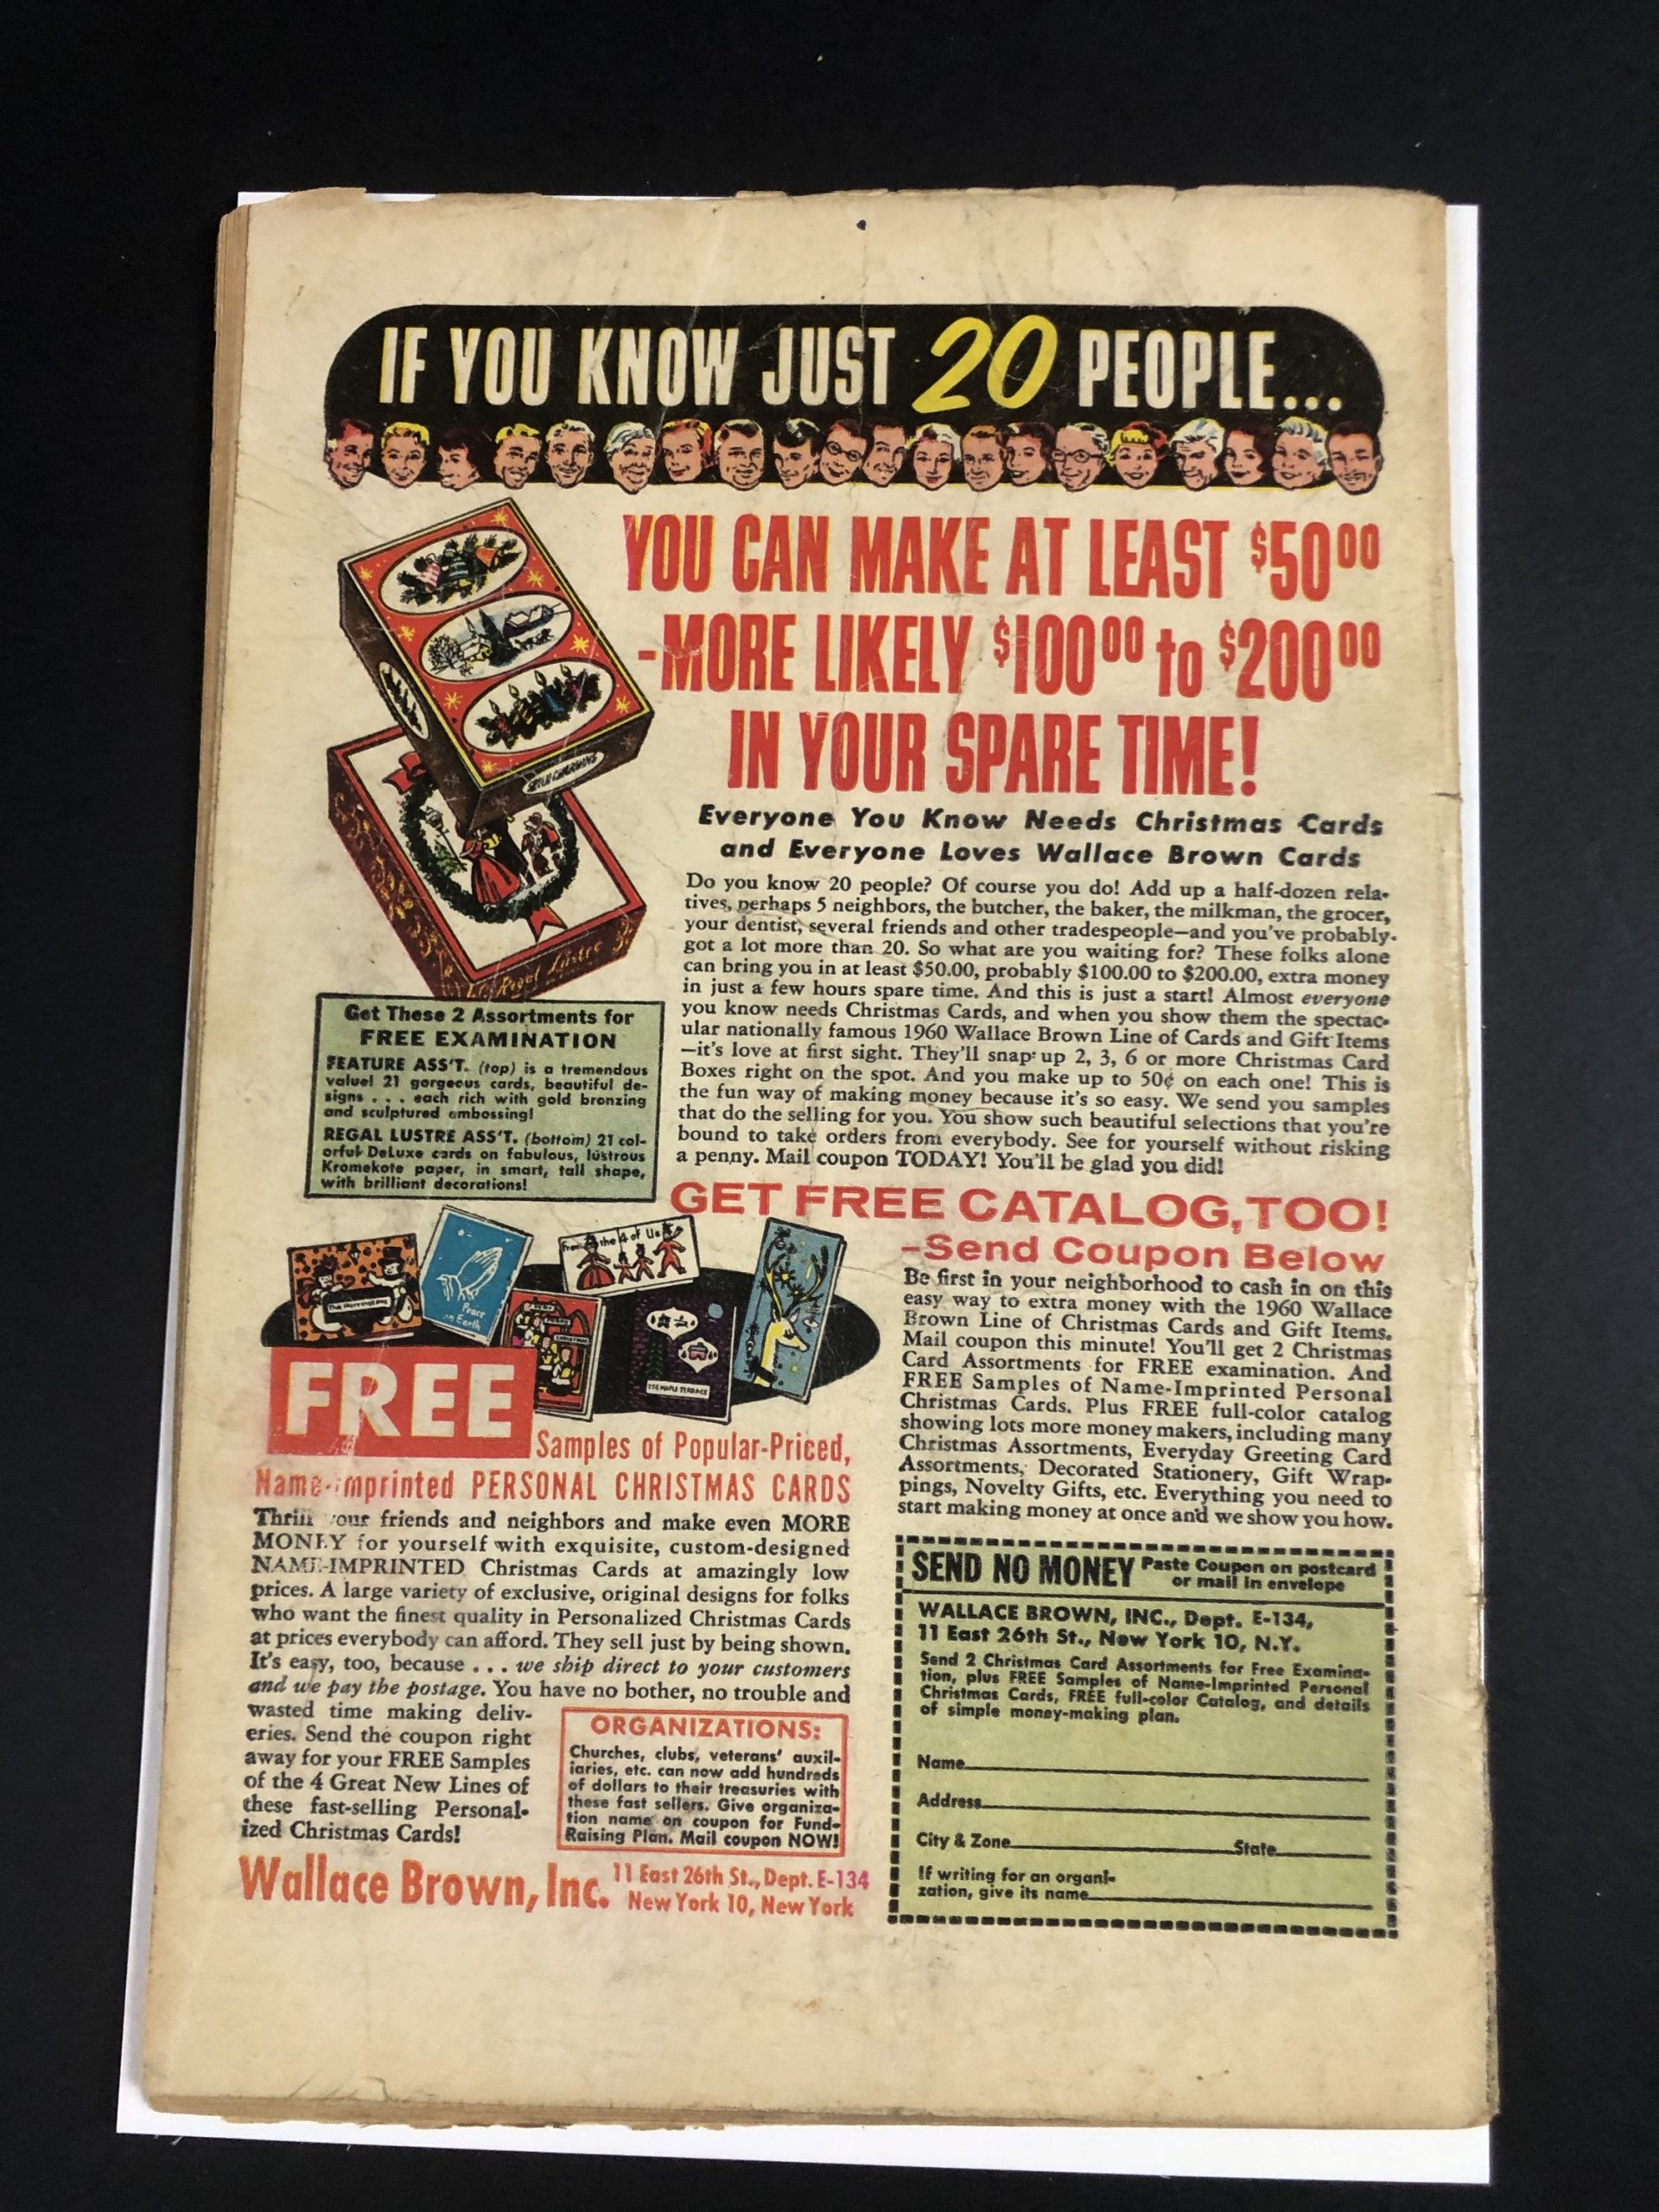 IF YOU KNOW JUST 20 PEOPLE...
YOU CAN MAKE AT LEAST $50.00
-MORE LIKELY $100.00 to $200.00
IN YOUR SPARE TIME!
Everyone You Know Needs Christmas Cards
and Everyone Loves Wallace Brown Cards
Do you know 20 people? Of course you do! Add up a half-dozen rela-
tives, perhaps 5 neighbors, the butcher, the baker, the milkman, the grocer,
your dentist, several friends and other tradespeople—and you've probably
got a lot more than 20. So what are you waiting for? These folks alone
can bring you in at least $50.00, probably $100.00 to $200.00, extra money
in just a few hours spare time. And this is just a start! Almost everyone
you know needs Christmas Cards, and when you show them the spectac-
ular nationally famous 1960 Wallace Brown Line of Cards and Gift Items
—it's love at first sight. They'll snap up 2, 3, 6 or more Christmas Card
Boxes right on the spot. And you make up to 50¢ on each one! This is
the fun way of making money because it's so easy. We send you samples
that do the selling for you. You show such beautiful selections that you're
bound to take orders from everybody. See for yourself without risking
a penny. Mail coupon TODAY! You'll be glad you did!
Regal Lustre
Get These 2 Assortments for
FREE EXAMINATION
FEATURE ASS'T. (top) is a tremendous
value! 21 gorgeous cards, beautiful de-
signs . . . each rich with gold bronzing
and sculptured embossing!
REGAL LUSTRE ASS'T. (bottom) 21 col-
orful DeLuxe cards on fabulous, lustrous
Kromekote paper, in smart, tall shape,
with brilliant decorations!
GET FREE CATALOG, TOO!
-Send Coupon Below
Be first in your neighborhood to cash in on this
easy way to extra money with the 1960 Wallace
Brown Line of Christmas Cards and Gift Items.
Mail coupon this minute! You'll get 2 Christmas
Card Assortments for FREE examination. And
FREE Samples of Name-Imprinted Personal
Christmas Cards. Plus FREE full-color catalog
showing lots more money makers, including many
Christmas Assortments, Everyday Greeting Card
Assortments, Decorated Stationery, Gift Wrap-
pings, Novelty Gifts, etc. Everything you need to
start making money at once and we show you how.
The Harringtons
Peace
on Earth
From the 4 of Us
MERRY
CHRISTMAS
MAPLE TERRACE
FREE
Samples of Popular-Priced,
Name-Imprinted PERSONAL CHRISTMAS CARDS
Thrill your friends and neighbors and make even MORE
MONEY for yourself with exquisite, custom-designed
NAME-IMPRINTED Christmas Cards at amazingly low
prices. A large variety of exclusive, original designs for folks
who want the finest quality in Personalized Christmas Cards
at prices everybody can afford. They sell just by being shown.
It's easy, too, because . . . we ship direct to your customers
and we pay the postage. You have no bother, no trouble and
wasted time making deliv-
eries. Send the coupon right
away for your FREE Samples
of the 4 Great New Lines of
these fast-selling Personal-
ized Christmas Cards!
ORGANIZATIONS:
Churches, clubs, veterans' auxil-
iaries, etc. can now add hundreds
of dollars to their treasuries with
these fast sellers. Give organiza-
tion name on coupon for Fund-
Raising Plan. Mail coupon NOW!
Wallace Brown, Inc. 11 East 26th St., Dept. E-134
New York 10, New York
SEND NO MONEY Paste Coupon on postcard
or mail in envelope
WALLACE BROWN, INC., Dept. E-134,
11 East 26th St., New York 10, N.Y.
Send 2 Christmas Card Assortments for Free Examina-
tion, plus FREE Samples of Name-Imprinted Personal
Christmas Cards, FREE full-color Catalog, and details
of simple money-making plan.
Name
Address
City & Zone State
If writing for an organi-
zation, give its name